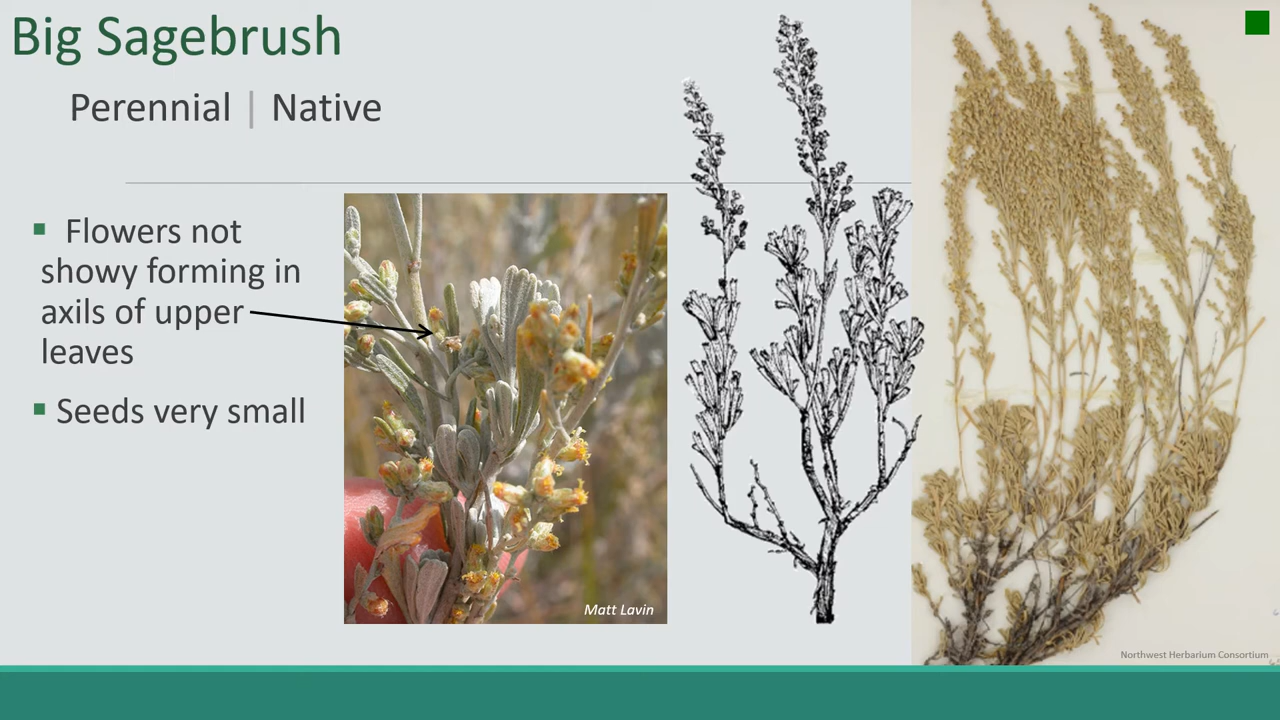 Big Sagebrush
Perennial | Native
▪ Flowers not
showy forming in
axils of upper
leaves
▪ Seeds very small
Matt Lavin
Northwest Herbarium Consortium